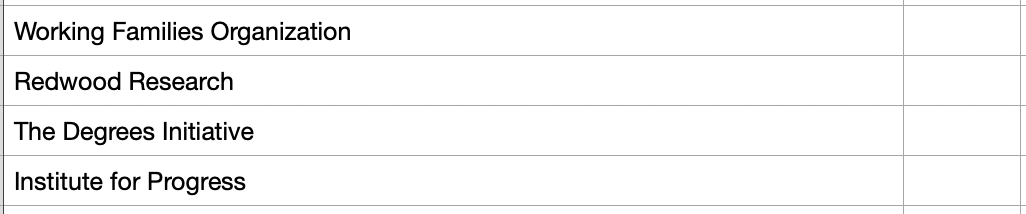 Working Families Organization
Redwood Research
The Degrees Initiative
Institute for Progress